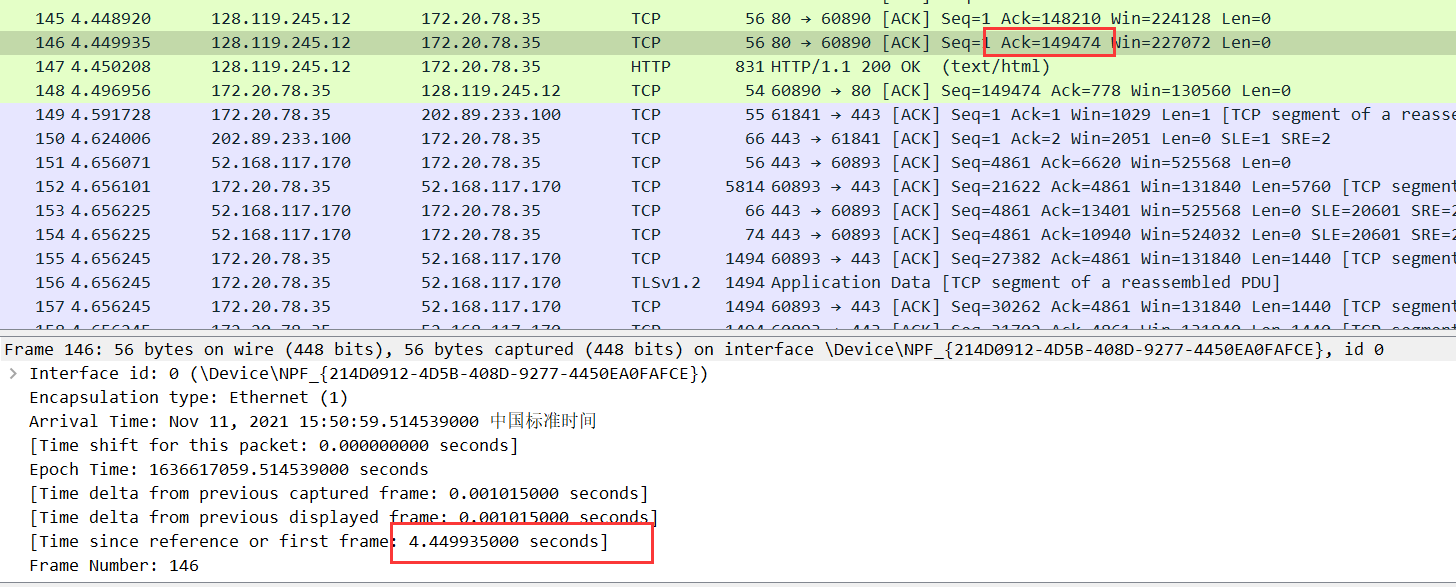 145 4.448920 128.119.245.12 172.20.78.35 TCP 56 80 → 60890 [ACK] Seq=1 Ack=148210 Win=224128 Len=0
146 4.449935 128.119.245.12 172.20.78.35 TCP 56 80 → 60890 [ACK] Seq=1 Ack=149474 Win=227072 Len=0
147 4.450208 128.119.245.12 172.20.78.35 HTTP 831 HTTP/1.1 200 OK (text/html)
148 4.496956 172.20.78.35 128.119.245.12 TCP 54 60890 → 80 [ACK] Seq=149474 Ack=778 Win=130560 Len=0
149 4.591728 172.20.78.35 202.89.233.100 TCP 55 61841 → 443 [ACK] Seq=1 Ack=1 Win=1029 Len=1 [TCP segment of a reasse
150 4.624006 202.89.233.100 172.20.78.35 TCP 66 443 → 61841 [ACK] Seq=1 Ack=2 Win=2051 Len=0 SLE=1 SRE=2
151 4.656071 52.168.117.170 172.20.78.35 TCP 56 443 → 60893 [ACK] Seq=4861 Ack=6620 Win=525568 Len=0
152 4.656101 172.20.78.35 52.168.117.170 TCP 5814 60893 → 443 [ACK] Seq=21622 Ack=4861 Win=131840 Len=5760 [TCP segment
153 4.656225 52.168.117.170 172.20.78.35 TCP 66 443 → 60893 [ACK] Seq=4861 Ack=13401 Win=525568 Len=0 SLE=20601 SRE=2
154 4.656225 52.168.117.170 172.20.78.35 TCP 74 443 → 60893 [ACK] Seq=4861 Ack=10940 Win=524032 Len=0 SLE=20601 SRE=2
155 4.656245 172.20.78.35 52.168.117.170 TCP 1494 60893 → 443 [ACK] Seq=27382 Ack=4861 Win=131840 Len=1440 [TCP segment
156 4.656245 172.20.78.35 52.168.117.170 TLSv1.2 1494 Application Data [TCP segment of a reassembled PDU]
157 4.656245 172.20.78.35 52.168.117.170 TCP 1494 60893 → 443 [ACK] Seq=30262 Ack=4861 Win=131840 Len=1440 [TCP segment
Frame 146: 56 bytes on wire (448 bits), 56 bytes captured (448 bits) on interface \Device\NPF_{214D0912-4D5B-408D-9277-4450EA0FAFCE}, id 0
Interface id: 0 (\Device\NPF_{214D0912-4D5B-408D-9277-4450EA0FAFCE})
Encapsulation type: Ethernet (1)
Arrival Time: Nov 11, 2021 15:50:59.514539000 中国标准时间
[Time shift for this packet: 0.000000000 seconds]
Epoch Time: 1636617059.514539000 seconds
[Time delta from previous captured frame: 0.001015000 seconds]
[Time delta from previous displayed frame: 0.001015000 seconds]
[Time since reference or first frame: 4.449935000 seconds]
Frame Number: 146